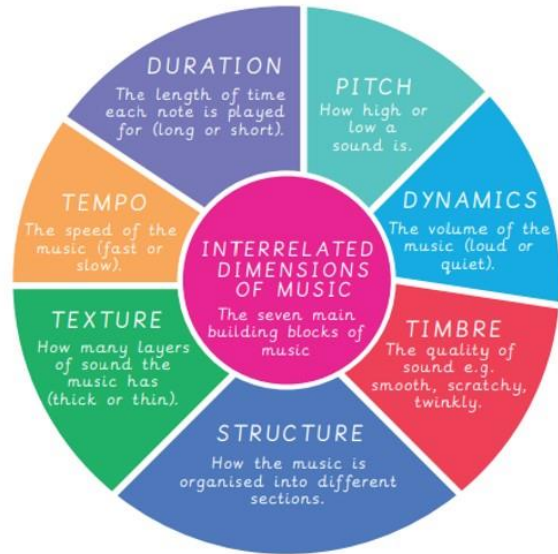 INTERRELATED
DIMENSIONS
OF MUSIC
The seven main
building blocks of
music
PITCH
How high or
low a
sound is.
DYNAMICS
The volume of the
music (loud or
quiet).
TIMBRE
The quality of
sound e.g.
smooth, scratchy,
twinkly.
STRUCTURE
How the music is
organised into different
sections.
TEXTURE
How many layers
of sound the
music has
(thick or thin).
TEMPO
The speed of the
music (fast or
slow).
DURATION
The length of time
each note is played
for (long or short).